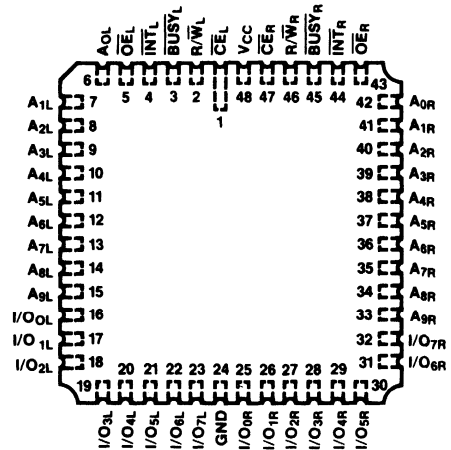 A0L
OEL
INTL
BUSYL
R/WL
CEL
VCC
CER
R/WR
BUSYR
INTR
OER
6 5 4 3 2 48 47 46 45 44 43
1
A1L 7 42 A0R
A2L 8 41 A1R
A3L 9 40 A2R
A4L 10 39 A3R
A5L 11 38 A4R
A6L 12 37 A5R
A7L 13 36 A6R
A8L 14 35 A7R
A9L 15 34 A8R
I/O0L 16 33 A9R
I/O1L 17 32 I/O7R
I/O2L 18 31 I/O6R
19 20 21 22 23 24 25 26 27 28 29 30
I/O3L
I/O4L
I/O5L
I/O6L
I/O7L
GND
I/O0R
I/O1R
I/O2R
I/O3R
I/O4R
I/O5R